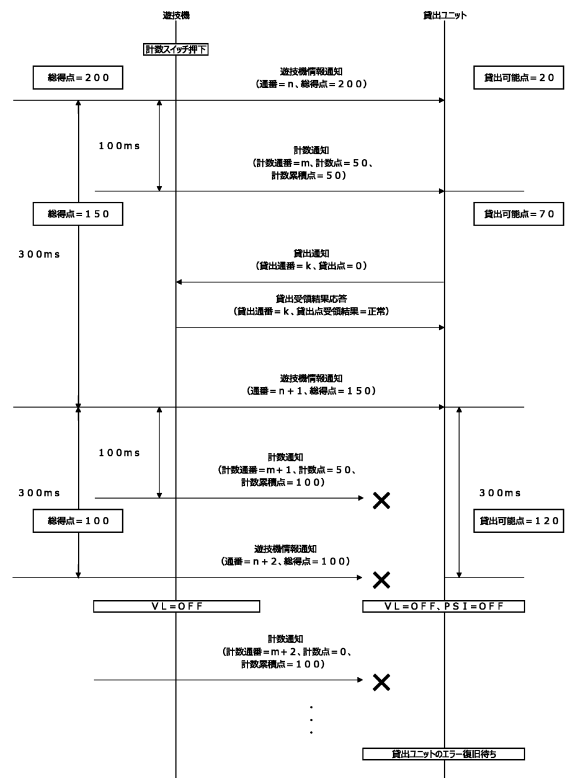 遊技機
貸出ユニット
計数スイッチ押下
総得点=200
遊技機情報通知
(通番=n、総得点=200)
貸出可能点=20
100ms
計数通知
(計数通番=m、計数点=50、
計数累積点=50)
総得点=150
貸出可能点=70
300ms
貸出通知
(貸出通番=k、貸出点=0)
貸出受領結果応答
(貸出通番=k、貸出点受領結果=正常)
遊技機情報通知
(通番=n+1、総得点=150)
100ms
計数通知
(計数通番=m+1、計数点=50、
計数累積点=100)
300ms
300ms
総得点=100
貸出可能点=120
遊技機情報通知
(通番=n+2、総得点=100)
VL=OFF
VL=OFF、PSI=OFF
計数通知
(計数通番=m+2、計数点=0、
計数累積点=100)
貸出ユニットのエラー復旧待ち